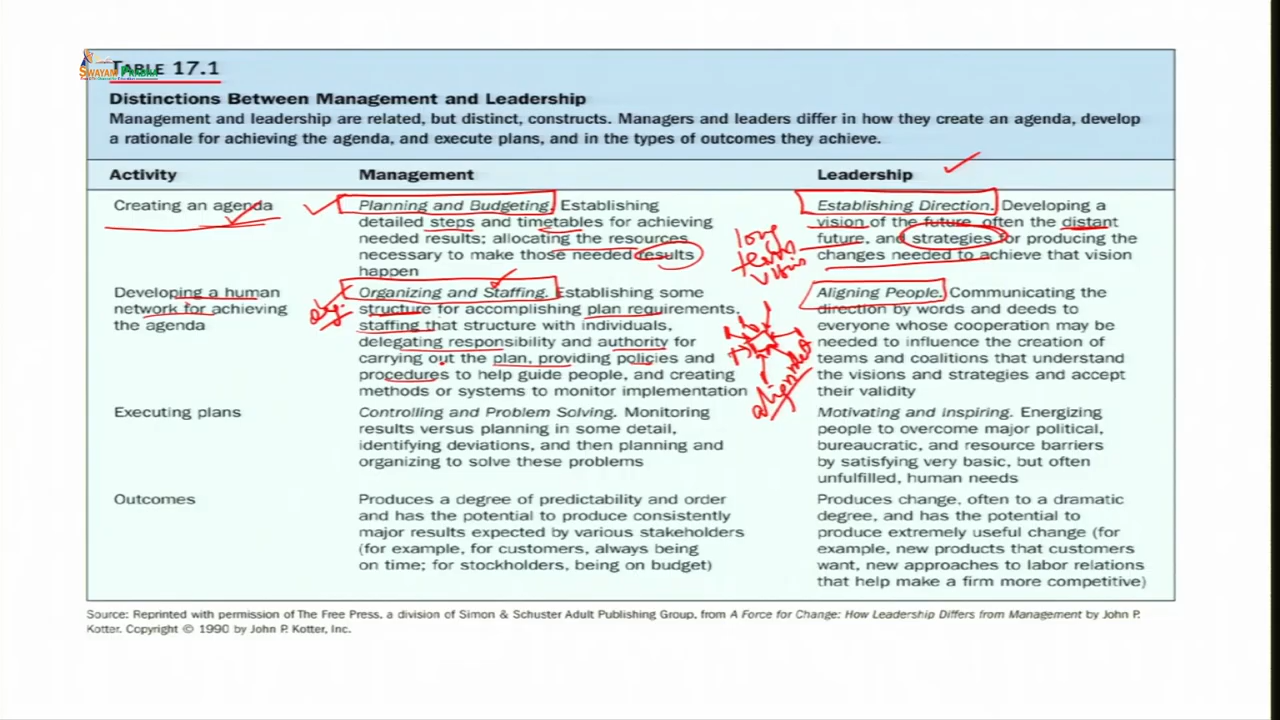 SWAYAM PRABHA
TABLE 17.1
Distinctions Between Management and Leadership
Management and leadership are related, but distinct, constructs. Managers and leaders differ in how they create an agenda, develop
a rationale for achieving the agenda, and execute plans, and in the types of outcomes they achieve.
Activity Management Leadership
Creating an agenda
Planning and Budgeting. Establishing
detailed steps and timetables for achieving
needed results; allocating the resources
necessary to make those needed results
happen
Establishing Direction. Developing a
vision of the future, often the distant
future, and strategies for producing the
changes needed to achieve that vision
long
term
vision
Developing a human
network for achieving
the agenda
org.
Organizing and Staffing. Establishing some
structure for accomplishing plan requirements,
staffing that structure with individuals,
delegating responsibility and authority for
carrying out the plan, providing policies and
procedures to help guide people, and creating
methods or systems to monitor implementation
Aligning People. Communicating the
direction by words and deeds to
everyone whose cooperation may be
needed to influence the creation of
teams and coalitions that understand
the visions and strategies and accept
their validity
Executing plans
Controlling and Problem Solving. Monitoring
results versus planning in some detail,
identifying deviations, and then planning and
organizing to solve these problems
Motivating and inspiring. Energizing
people to overcome major political,
bureaucratic, and resource barriers
by satisfying very basic, but often
unfulfilled, human needs
Outcomes
Produces a degree of predictability and order
and has the potential to produce consistently
major results expected by various stakeholders
(for example, for customers, always being
on time; for stockholders, being on budget)
Produces change, often to a dramatic
degree, and has the potential to
produce extremely useful change (for
example, new products that customers
want, new approaches to labor relations
that help make a firm more competitive)
Source: Reprinted with permission of The Free Press, a division of Simon & Schuster Adult Publishing Group, from A Force for Change: How Leadership Differs from Management by John P.
Kotter. Copyright © 1990 by John P. Kotter, Inc.